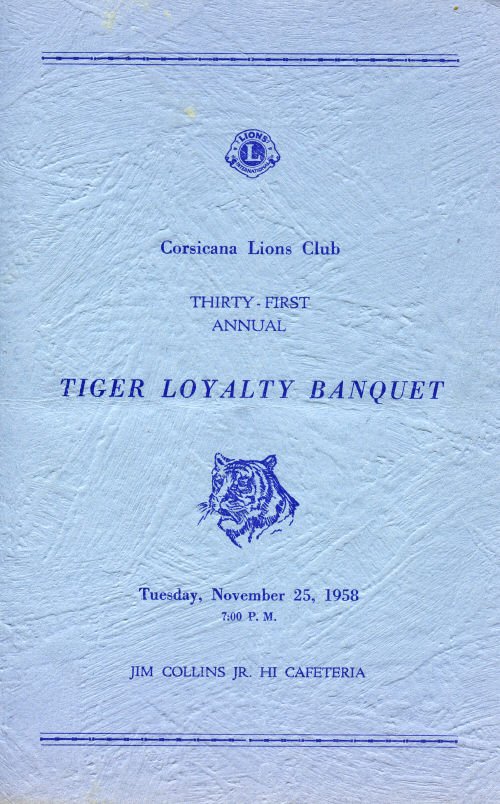 LIONS
L
INTERNATIONAL
Corsicana Lions Club
THIRTY-FIRST
ANNUAL
TIGER LOYALTY BANQUET
Tuesday, November 25, 1958
7:00 P. M.
JIM COLLINS JR. HI CAFETERIA